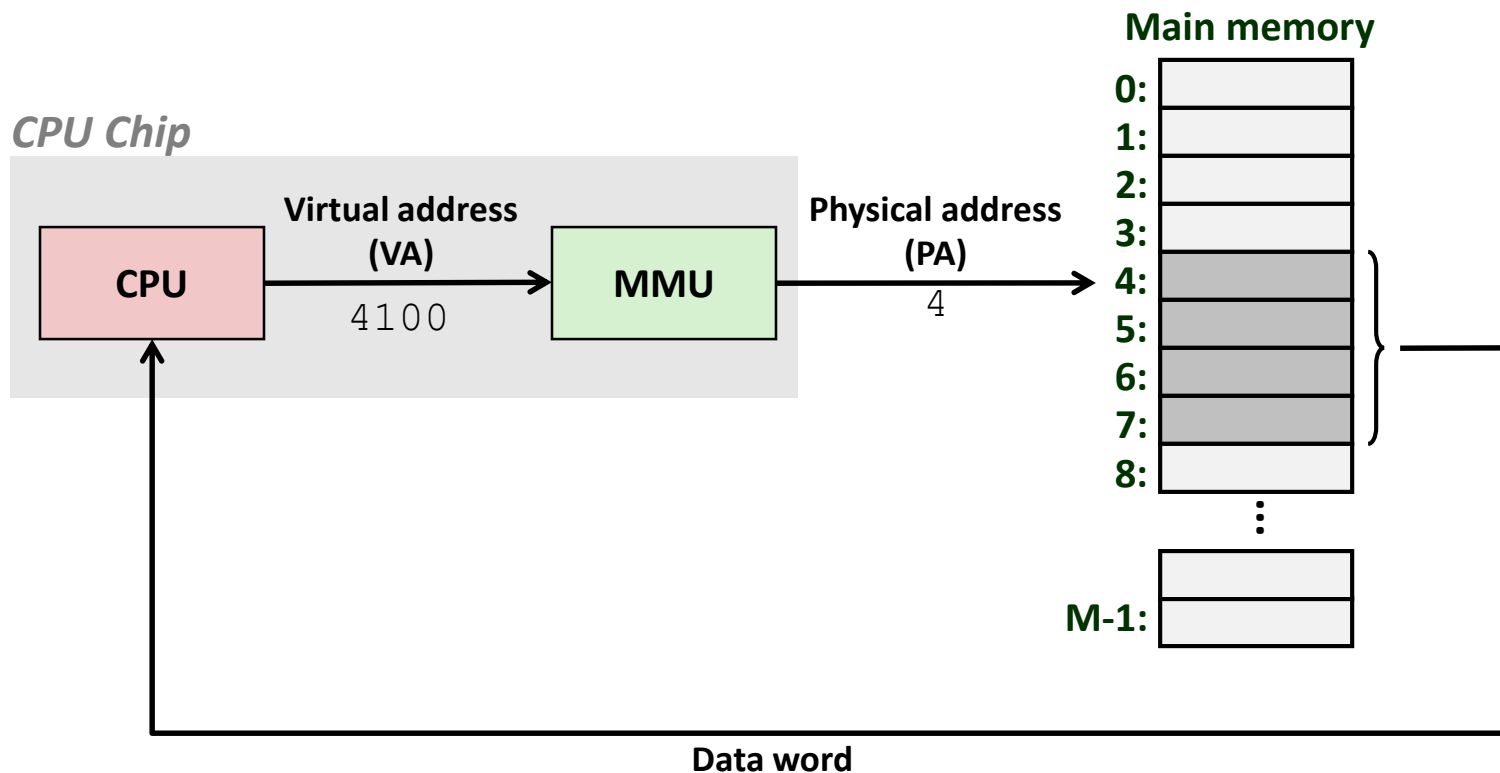 Main memory
0:
CPU Chip
1:
2:
Virtual address
(VA)
Physical address
(PA)
3:
CPU
MMU
4:
4100
4
5:
6:
7:
8:
...
M-1:
Data word